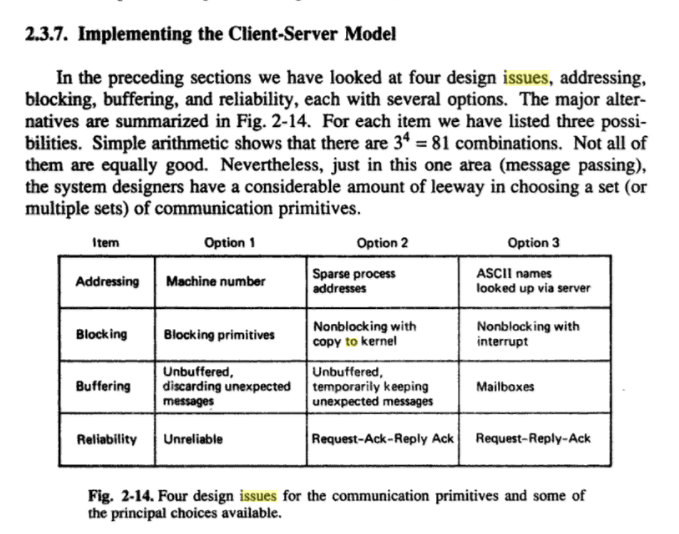 2.3.7. Implementing the Client-Server Model
In the preceding sections we have looked at four design issues, addressing,
blocking, buffering, and reliability, each with several options. The major alter-
natives are summarized in Fig. 2-14. For each item we have listed three possi-
bilities. Simple arithmetic shows that there are 3⁴ = 81 combinations. Not all of
them are equally good. Nevertheless, just in this one area (message passing),
the system designers have a considerable amount of leeway in choosing a set (or
multiple sets) of communication primitives.
Item Option 1 Option 2 Option 3
Addressing Machine number Sparse process addresses ASCII names looked up via server
Blocking Blocking primitives Nonblocking with copy to kernel Nonblocking with interrupt
Buffering Unbuffered, discarding unexpected messages Unbuffered, temporarily keeping unexpected messages Mailboxes
Reliability Unreliable Request-Ack-Reply Ack Request-Reply-Ack
Fig. 2-14. Four design issues for the communication primitives and some of
the principal choices available.